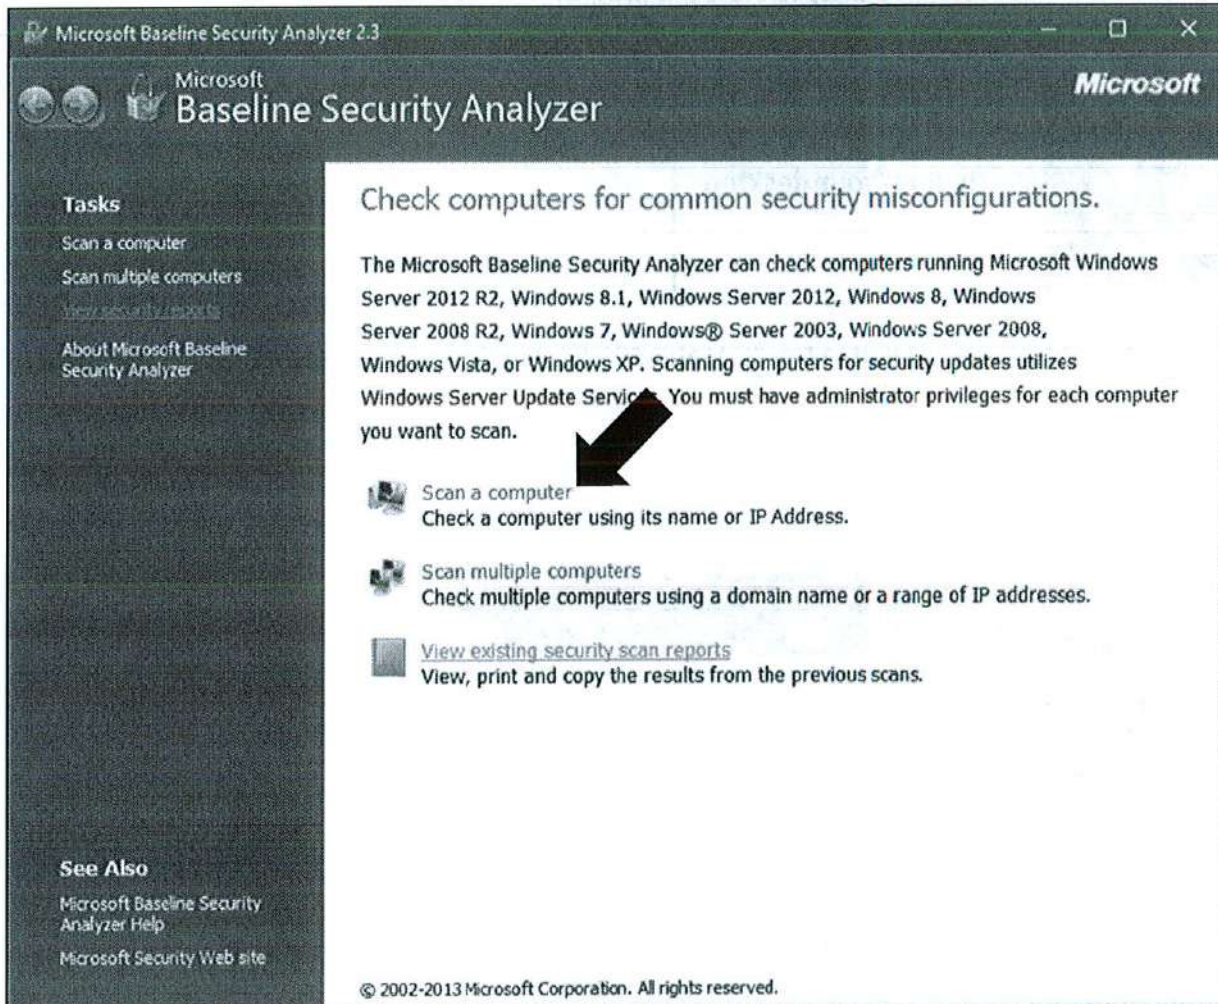 Microsoft Baseline Security Analyzer 2.3
Microsoft
Baseline Security Analyzer
Microsoft
Tasks
Scan a computer
Scan multiple computers
View security reports
About Microsoft Baseline
Security Analyzer
See Also
Microsoft Baseline Security
Analyzer Help
Microsoft Security Web site
Check computers for common security misconfigurations.
The Microsoft Baseline Security Analyzer can check computers running Microsoft Windows
Server 2012 R2, Windows 8.1, Windows Server 2012, Windows 8, Windows
Server 2008 R2, Windows 7, Windows® Server 2003, Windows Server 2008,
Windows Vista, or Windows XP. Scanning computers for security updates utilizes
Windows Server Update Services. You must have administrator privileges for each computer
you want to scan.
Scan a computer
Check a computer using its name or IP Address.
Scan multiple computers
Check multiple computers using a domain name or a range of IP addresses.
View existing security scan reports
View, print and copy the results from the previous scans.
© 2002-2013 Microsoft Corporation. All rights reserved.